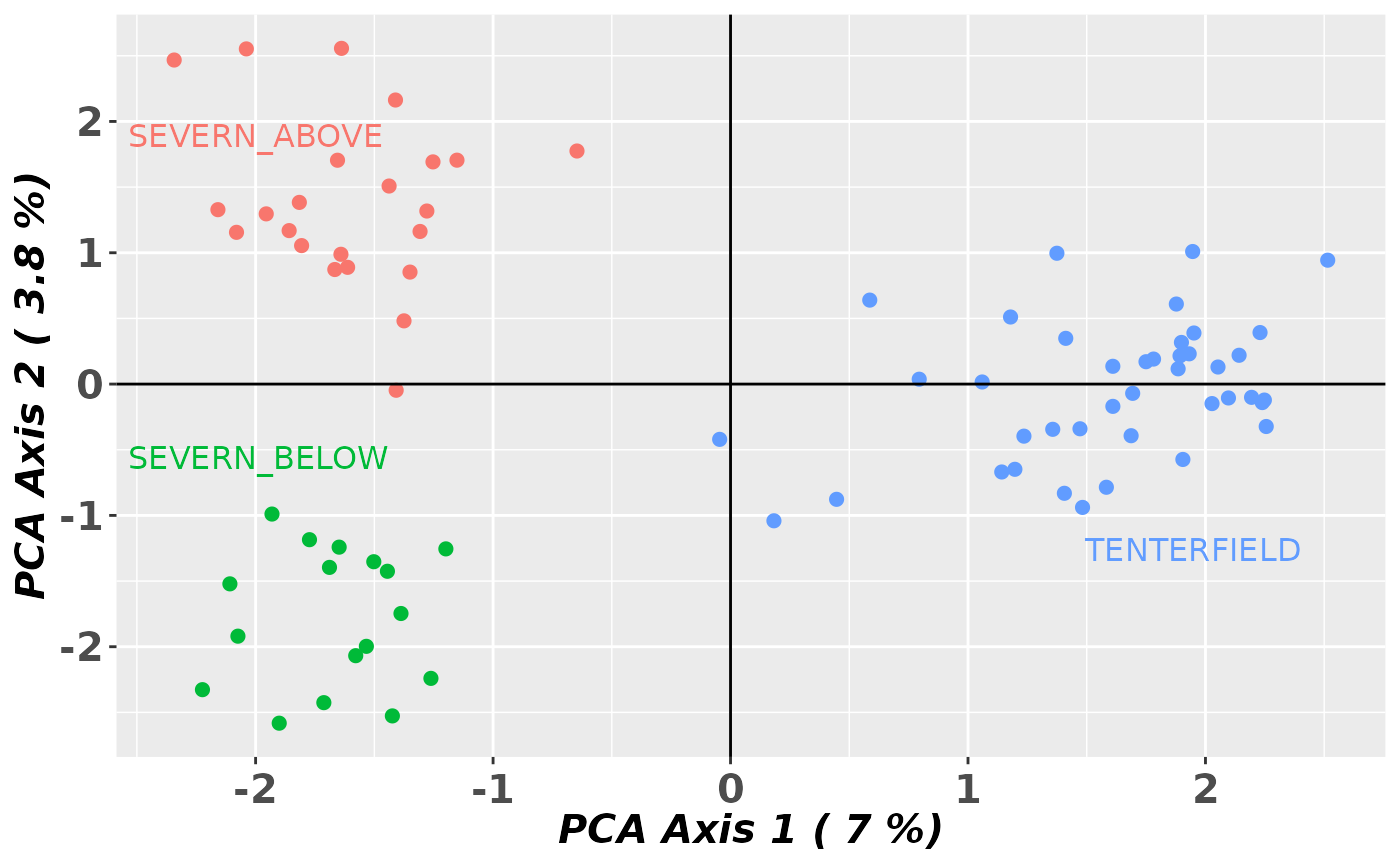 2
1
0
-1
-2
PCA Axis 2 ( 3.8 %)
SEVERN_ABOVE
SEVERN_BELOW
TENTERFIELD
-2 -1 0 1 2
PCA Axis 1 ( 7 %)